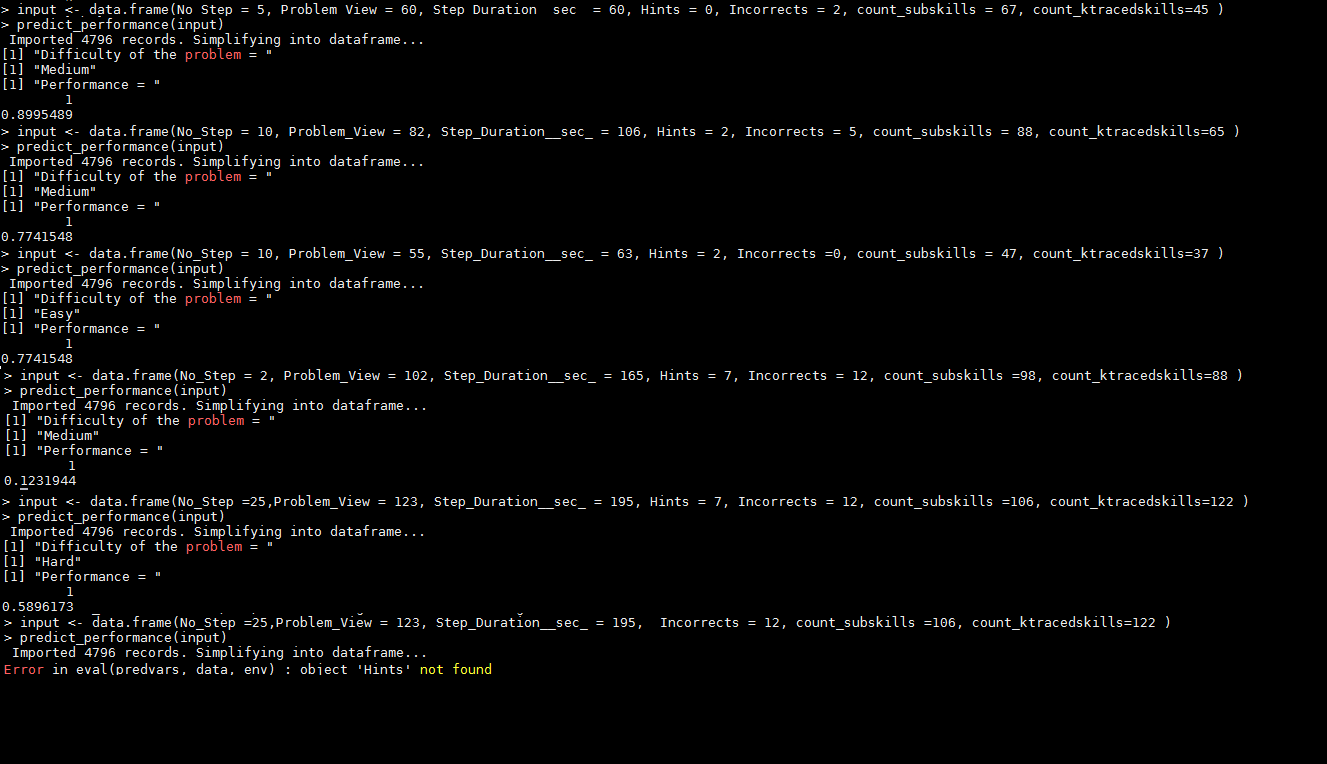 > input <- data.frame(No_Step = 5, Problem_View = 60, Step_Duration__sec_ = 60, Hints = 0, Incorrects = 2, count_subskills = 67, count_ktracedskills=45 )
> predict_performance(input)
Imported 4796 records. Simplifying into dataframe...
[1] "Difficulty of the problem = "
[1] "Medium"
[1] "Performance = "
1
0.8995489
> input <- data.frame(No_Step = 10, Problem_View = 82, Step_Duration__sec_ = 106, Hints = 2, Incorrects = 5, count_subskills = 88, count_ktracedskills=65 )
> predict_performance(input)
Imported 4796 records. Simplifying into dataframe...
[1] "Difficulty of the problem = "
[1] "Medium"
[1] "Performance = "
1
0.7741548
> input <- data.frame(No_Step = 10, Problem_View = 55, Step_Duration__sec_ = 63, Hints = 2, Incorrects =0, count_subskills = 47, count_ktracedskills=37 )
> predict_performance(input)
Imported 4796 records. Simplifying into dataframe...
[1] "Difficulty of the problem = "
[1] "Easy"
[1] "Performance = "
1
0.7741548
> input <- data.frame(No_Step = 2, Problem_View = 102, Step_Duration__sec_ = 165, Hints = 7, Incorrects = 12, count_subskills =98, count_ktracedskills=88 )
> predict_performance(input)
Imported 4796 records. Simplifying into dataframe...
[1] "Difficulty of the problem = "
[1] "Medium"
[1] "Performance = "
1
0.1231944
> input <- data.frame(No_Step =25,Problem_View = 123, Step_Duration__sec_ = 195, Hints = 7, Incorrects = 12, count_subskills =106, count_ktracedskills=122 )
> predict_performance(input)
Imported 4796 records. Simplifying into dataframe...
[1] "Difficulty of the problem = "
[1] "Hard"
[1] "Performance = "
1
0.5896173
> input <- data.frame(No_Step =25,Problem_View = 123, Step_Duration__sec_ = 195,  Incorrects = 12, count_subskills =106, count_ktracedskills=122 )
> predict_performance(input)
Imported 4796 records. Simplifying into dataframe...
Error in eval(predvars, data, env) : object 'Hints' not found